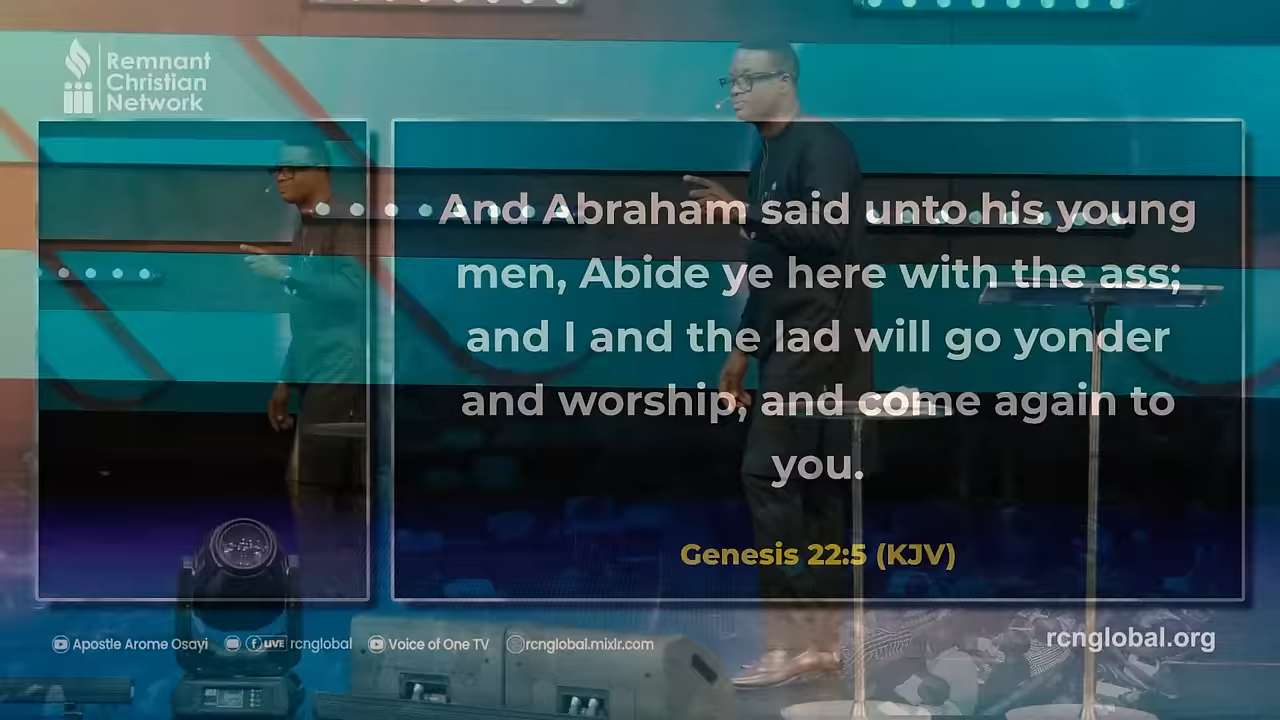 Remnant
Christian
Network
And Abraham said unto his young
men, Abide ye here with the ass;
and I and the lad will go yonder
and worship, and come again to
you.
Genesis 22:5 (KJV)
Apostle Arome Osayi
LIVE rcnglobal
Voice of One TV
rcnglobal.mixlr.com
rcnglobal.org